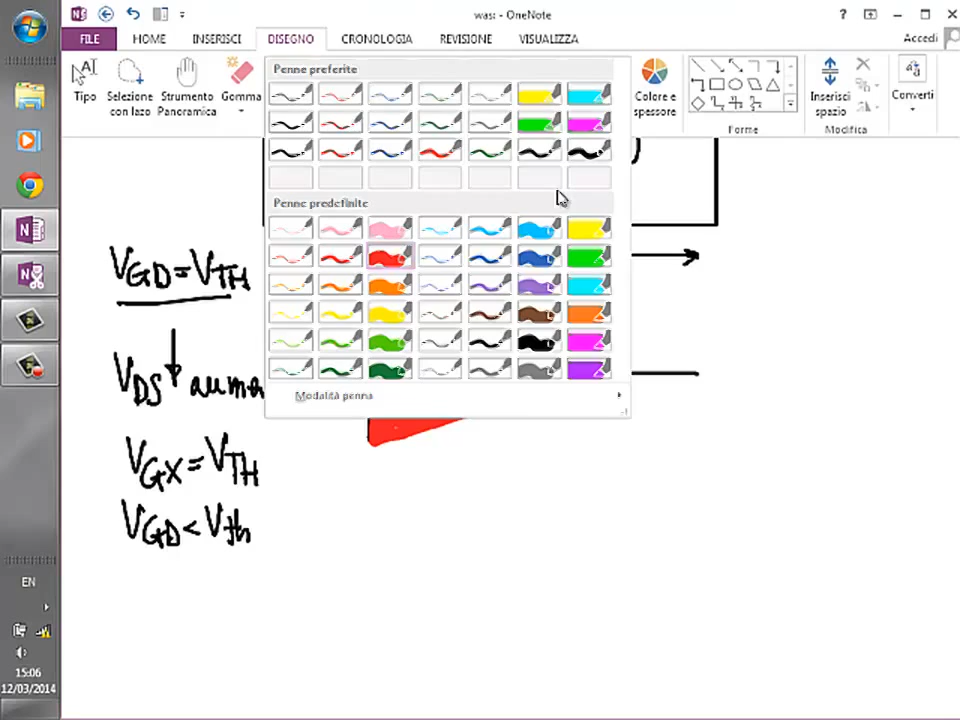 was: - OneNote
FILE HOME INSERISCI DISEGNO CRONOLOGIA REVISIONE VISUALIZZA Accedi
Tipo Selezione con lazo Strumento Panoramica Gomma
Penne preferite
Penne predefinite
Modalità penna
Colore e spessore
Forme
Inserisci spazio
Modifica
Converti
VGD=VTH
VDS aume
VGX=VTH
VGD<Vth
EN
15:06
12/03/2014